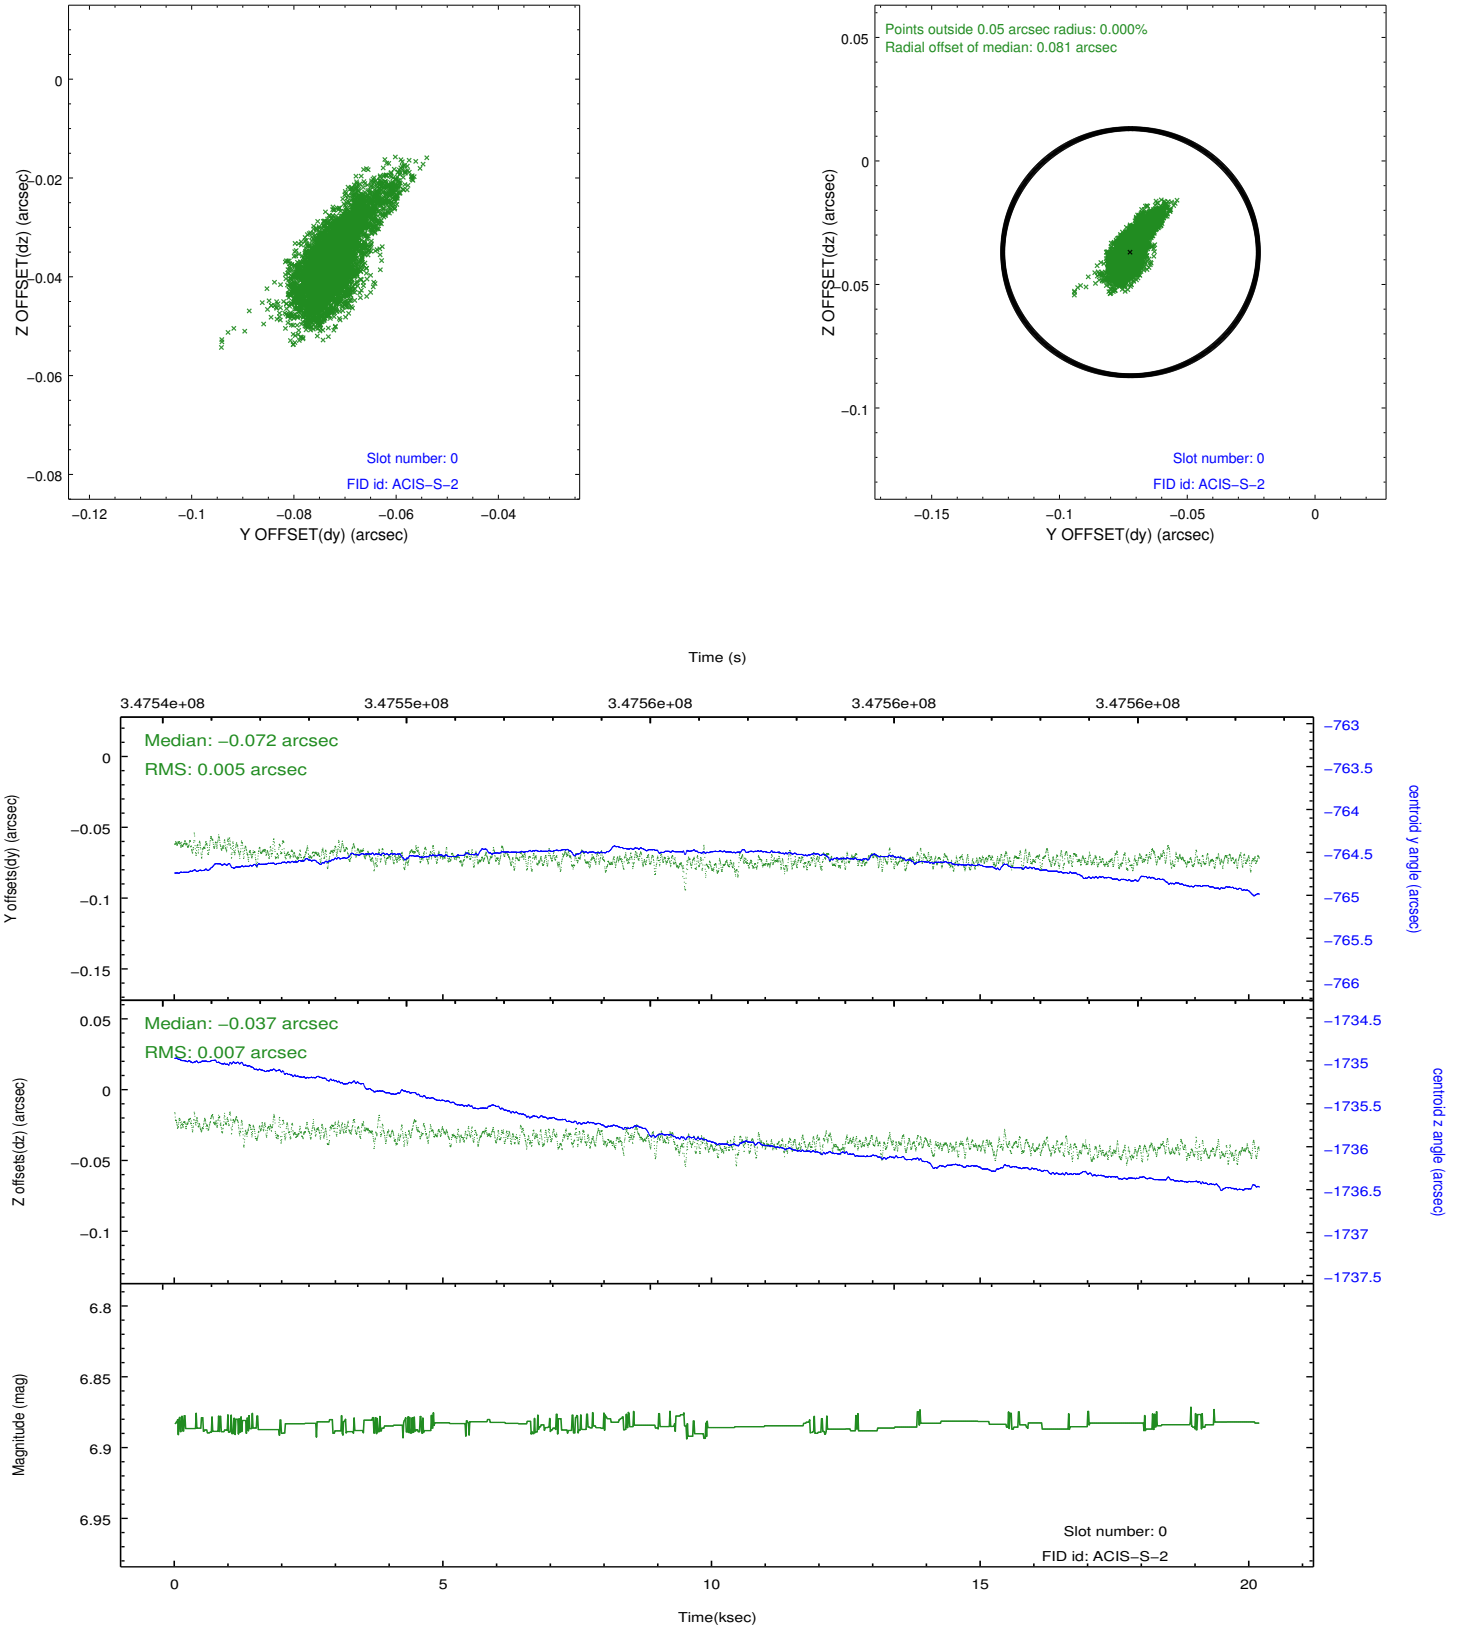 0
−0.02
−0.04
−0.06
−0.08
Z OFFSET(dz) (arcsec)
Slot number: 0
FID id: ACIS−S−2
−0.12
−0.1
−0.08
−0.06
−0.04
Y OFFSET(dy) (arcsec)
Points outside 0.05 arcsec radius: 0.000%
Radial offset of median: 0.081 arcsec
0.05
0
−0.05
−0.1
Z OFFSET(dz) (arcsec)
Slot number: 0
FID id: ACIS−S−2
−0.15
−0.1
−0.05
0
Y OFFSET(dy) (arcsec)
Time (s)
3.4754e+08
3.4755e+08
3.4756e+08
3.4756e+08
3.4756e+08
Median: −0.072 arcsec
RMS: 0.005 arcsec
0
−0.05
−0.1
−0.15
Y offsets(dy) (arcsec)
−763
−763.5
−764
−764.5
−765
−765.5
−766
centroid y angle (arcsec)
Median: −0.037 arcsec
RMS: 0.007 arcsec
0.05
0
−0.05
−0.1
Z offsets(dz) (arcsec)
−1734.5
−1735
−1735.5
−1736
−1736.5
−1737
−1737.5
centroid z angle (arcsec)
6.8
6.85
6.9
6.95
Magnitude (mag)
Slot number: 0
FID id: ACIS−S−2
0
5
10
15
20
Time(ksec)